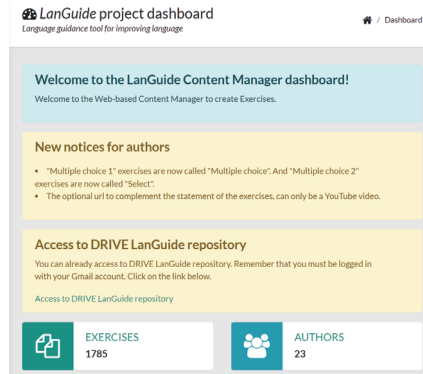 LanGuide project dashboard
Language guidance tool for improving language
/ Dashboard
Welcome to the LanGuide Content Manager dashboard!
Welcome to the Web-based Content Manager to create Exercises.
New notices for authors
• "Multiple choice 1" exercises are now called "Multiple choice". And "Multiple choice 2"
exercises are now called "Select".
• The optional url to complement the statement of the exercises, can only be a YouTube video.
Access to DRIVE LanGuide repository
You can already access to DRIVE LanGuide repository. Remember that you must be logged in
with your Gmail account. Click on the link below.
Access to DRIVE LanGuide repository
EXERCISES
1785
AUTHORS
23